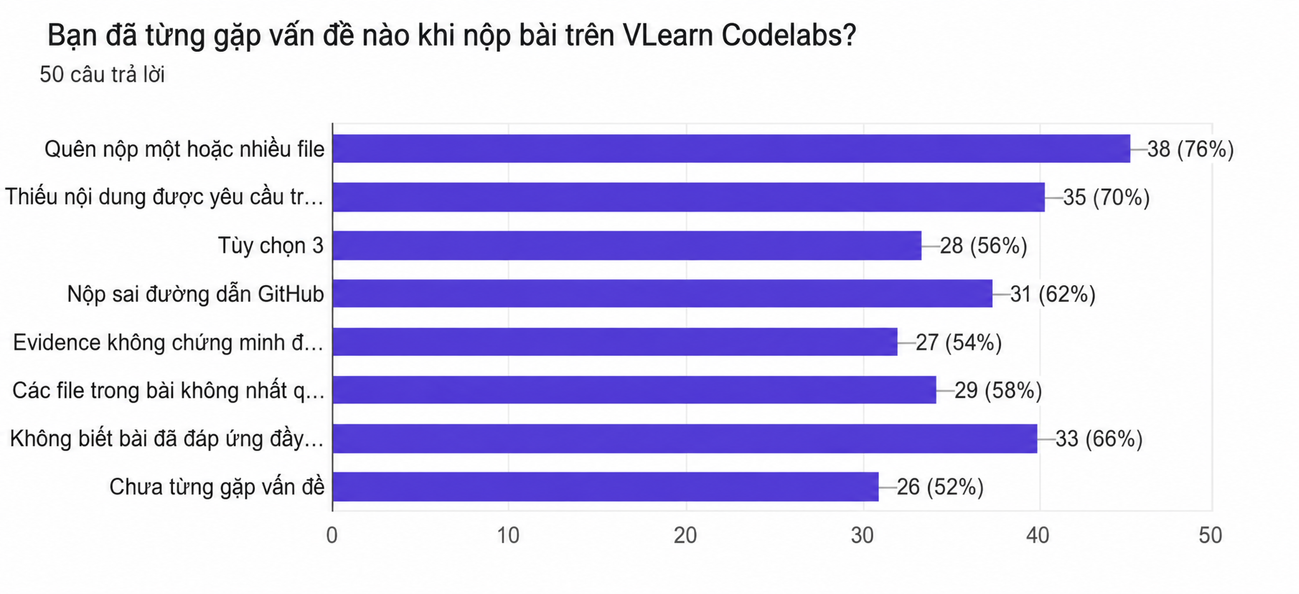 Bạn đã từng gặp vấn đề nào khi nộp bài trên VLearn Codelabs?
50 câu trả lời
Quên nộp một hoặc nhiều file 38 (76%)
Thiếu nội dung được yêu cầu tr... 35 (70%)
Tùy chọn 3 28 (56%)
Nộp sai đường dẫn GitHub 31 (62%)
Evidence không chứng minh đ... 27 (54%)
Các file trong bài không nhất q... 29 (58%)
Không biết bài đã đáp ứng đầy... 33 (66%)
Chưa từng gặp vấn đề 26 (52%)
0 10 20 30 40 50